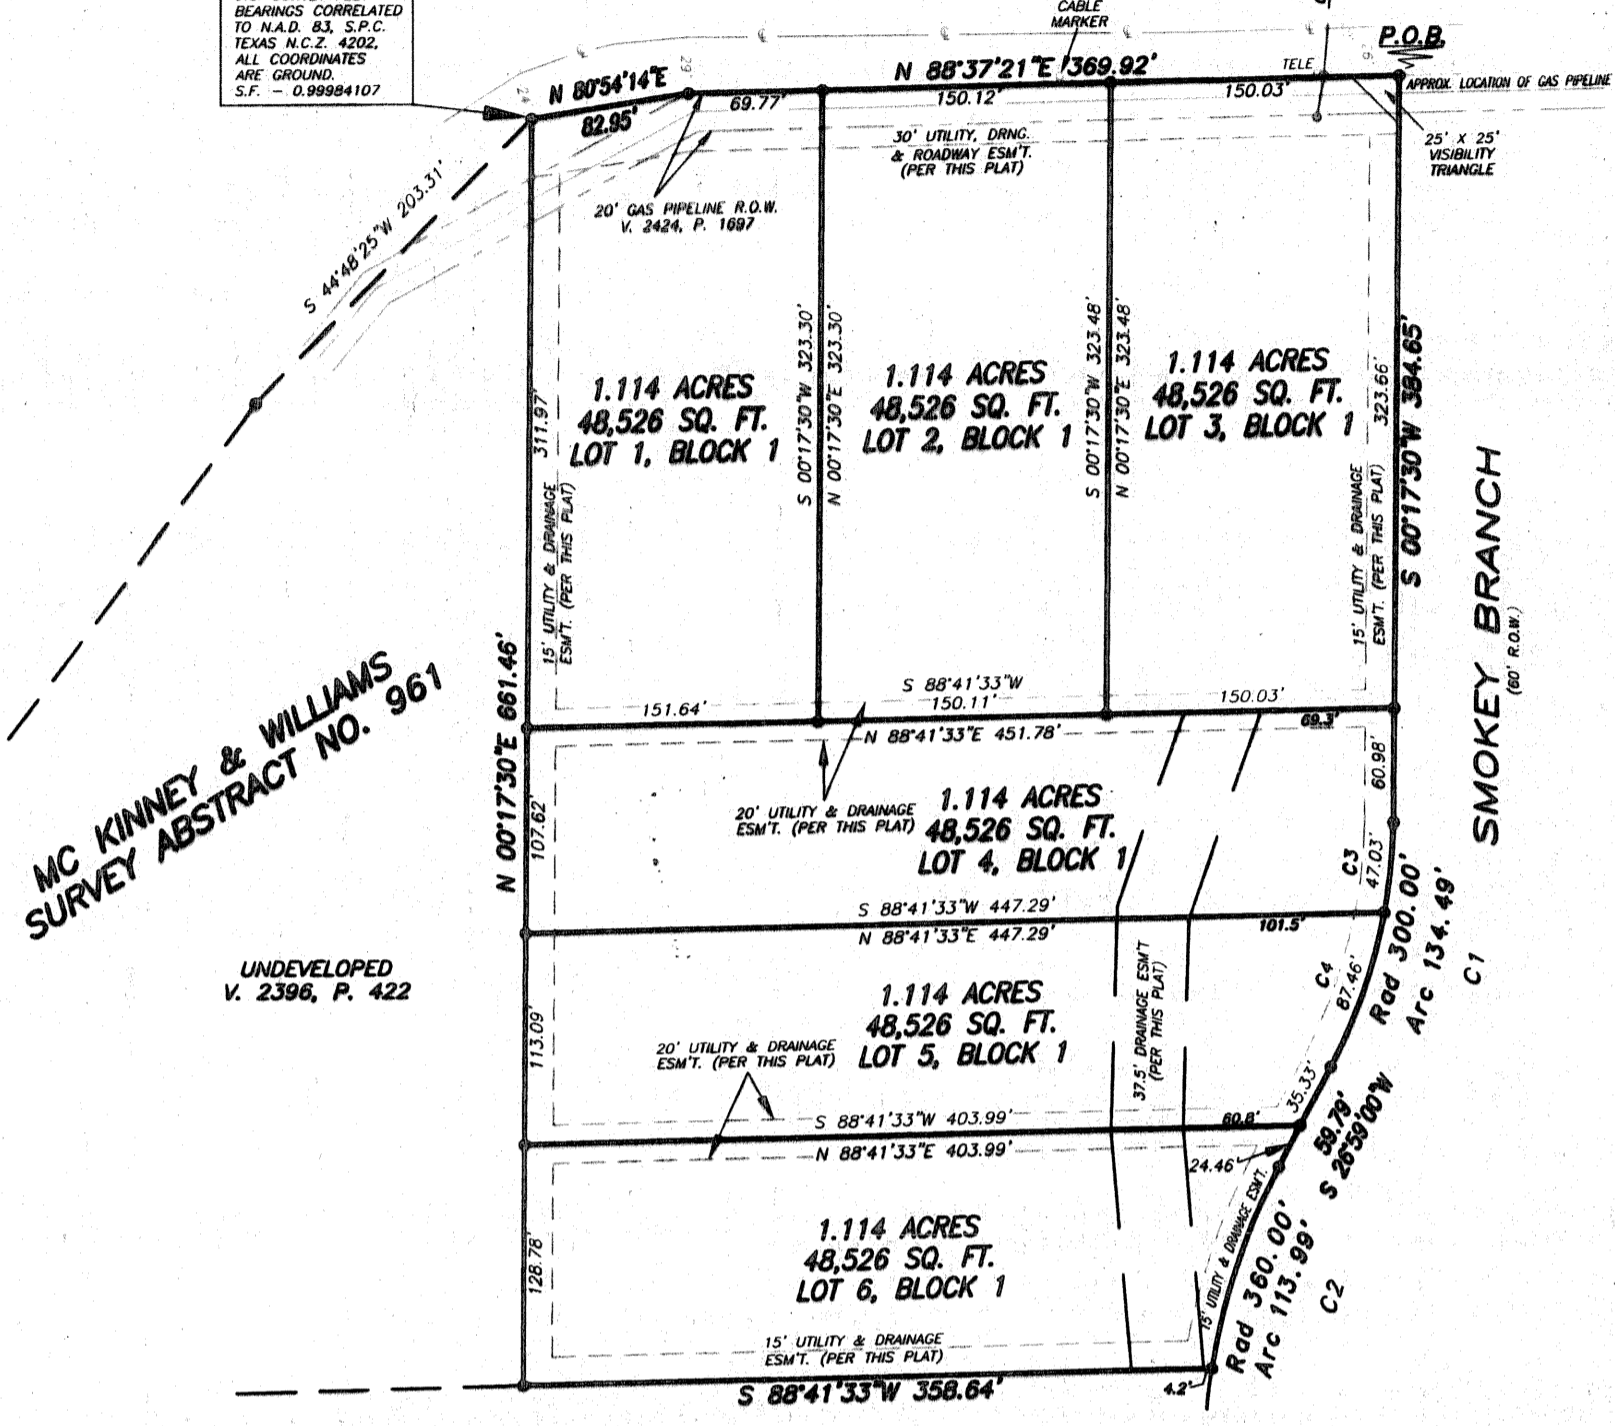 BEARINGS CORRELATED
TO N.A.D. 83, S.P.C.
TEXAS N.C.Z. 4202,
ALL COORDINATES
ARE GROUND.
S.F. - 0.99984107
CABLE
MARKER
P.O.B.
N 80°54'14"E
82.95'
29
24
N 88°37'21"E 369.92'
69.77'
150.12'
150.03'
TELE
APPROX. LOCATION OF GAS PIPELINE
25' X 25'
VISIBILITY
TRIANGLE
30' UTILITY, DRNG.
& ROADWAY ESM'T.
(PER THIS PLAT)
20' GAS PIPELINE R.O.W.
V. 2424, P. 1697
S 44°48'25"W 203.31'
311.97'
S 00°17'30"W 323.30'
N 00°17'30"E 323.30'
S 00°17'30"W 323.48'
N 00°17'30"E 323.48'
323.66'
S 00°17'30"W 384.65'
1.114 ACRES
48,526 SQ. FT.
LOT 1, BLOCK 1
1.114 ACRES
48,526 SQ. FT.
LOT 2, BLOCK 1
1.114 ACRES
48,526 SQ. FT.
LOT 3, BLOCK 1
15' UTILITY & DRAINAGE
ESM'T. (PER THIS PLAT)
15' UTILITY & DRAINAGE
ESM'T. (PER THIS PLAT)
SMOKEY BRANCH
(60' R.O.W.)
N 00°17'30"E 661.46'
MC KINNEY & WILLIAMS
SURVEY ABSTRACT NO. 961
151.64'
S 88°41'33"W
150.11'
150.03'
N 88°41'33"E 451.78'
69.3'
60.98'
107.62'
20' UTILITY & DRAINAGE
ESM'T. (PER THIS PLAT)
1.114 ACRES
48,526 SQ. FT.
LOT 4, BLOCK 1
C3
47.03'
S 88°41'33"W 447.29'
N 88°41'33"E 447.29'
101.5'
Rad 300.00'
Arc 134.49'
C1
UNDEVELOPED
V. 2396, P. 422
113.09'
1.114 ACRES
48,526 SQ. FT.
LOT 5, BLOCK 1
37.5' DRAINAGE ESM'T
(PER THIS PLAT)
C4
87.46'
20' UTILITY & DRAINAGE
ESM'T. (PER THIS PLAT)
S 88°41'33"W 403.99'
N 88°41'33"E 403.99'
60.8'
35.33'
59.79'
S 26°59'00"W
24.46'
128.78'
1.114 ACRES
48,526 SQ. FT.
LOT 6, BLOCK 1
15' UTILITY & DRAINAGE ESM'T.
Rad 360.00'
Arc 113.99'
C2
15' UTILITY & DRAINAGE
ESM'T. (PER THIS PLAT)
S 88°41'33"W 358.64'
4.2'